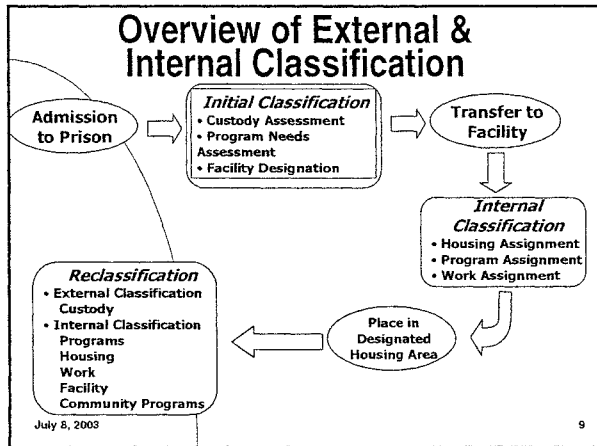 Overview of External &
Internal Classification
Admission
to Prison
Initial Classification
• Custody Assessment
• Program Needs
Assessment
• Facility Designation
Transfer to
Facility
Internal
Classification
• Housing Assignment
• Program Assignment
• Work Assignment
Place in
Designated
Housing Area
Reclassification
• External Classification
Custody
• Internal Classification
Programs
Housing
Work
Facility
Community Programs
July 8, 2003
9